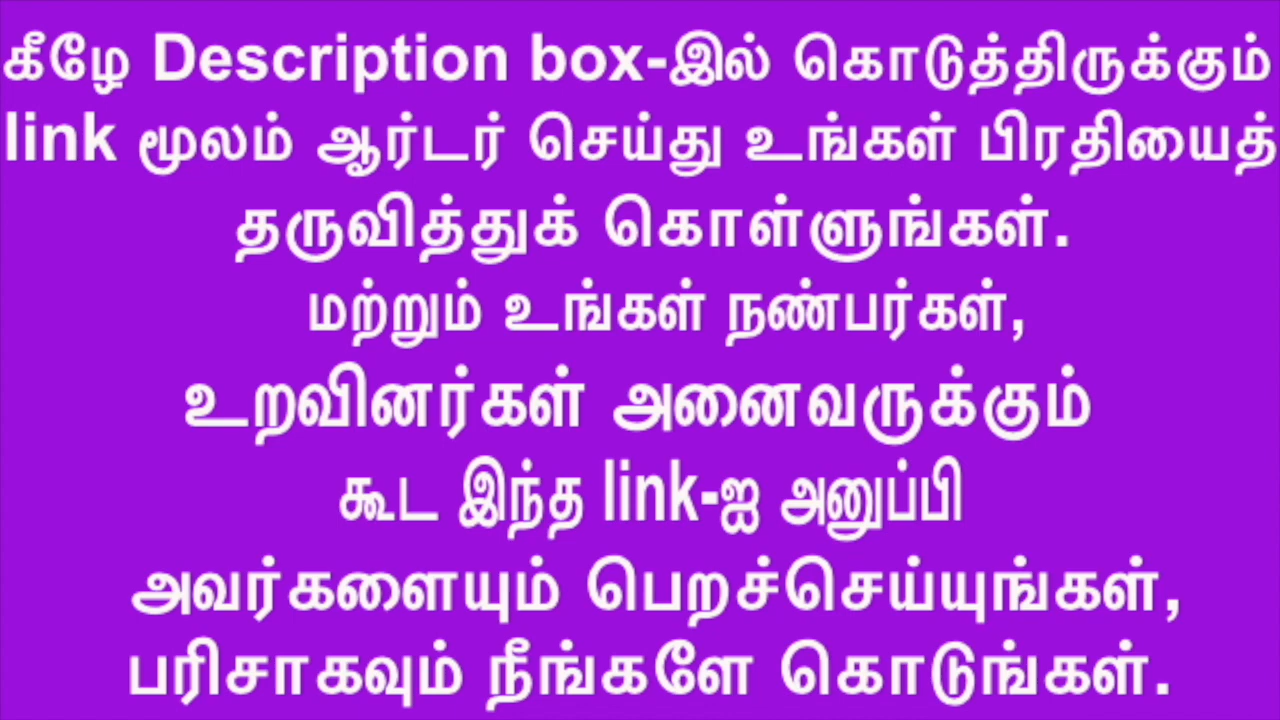 கீழே Description box-இல் கொடுத்திருக்கும்
link மூலம் ஆர்டர் செய்து உங்கள் பிரதியைத்
தருவித்துக் கொள்ளுங்கள்.
மற்றும் உங்கள் நண்பர்கள்,
உறவினர்கள் அனைவருக்கும்
கூட இந்த link-ஐ அனுப்பி
அவர்களையும் பெறச்செய்யுங்கள்,
பரிசாகவும் நீங்களே கொடுங்கள்.